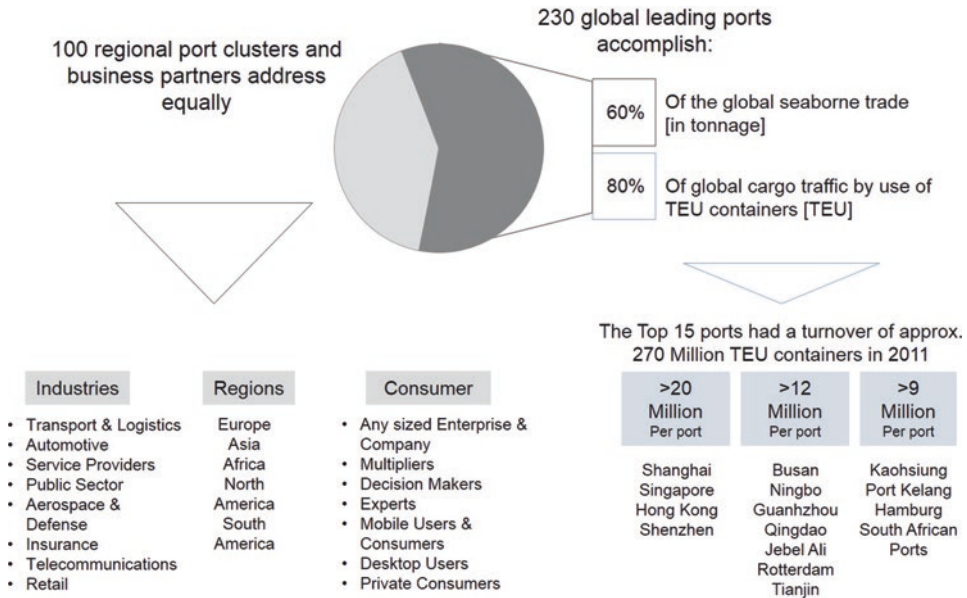 100 regional port clusters and
business partners address
equally
230 global leading ports
accomplish:
60%
Of the global seaborne trade
[in tonnage]
80%
Of global cargo traffic by use of
TEU containers [TEU]
The Top 15 ports had a turnover of approx.
270 Million TEU containers in 2011
Industries
• Transport & Logistics
• Automotive
• Service Providers
• Public Sector
• Aerospace &
Defense
• Insurance
• Telecommunications
• Retail
Regions
Europe
Asia
Africa
North
America
South
America
Consumer
• Any sized Enterprise &
Company
• Multipliers
• Decision Makers
• Experts
• Mobile Users &
Consumers
• Desktop Users
• Private Consumers
>20
Million
Per port
Shanghai
Singapore
Hong Kong
Shenzhen
>12
Million
Per port
Busan
Ningbo
Guanhzhou
Qingdao
Jebel Ali
Rotterdam
Tianjin
>9
Million
Per port
Kaohsiung
Port Kelang
Hamburg
South African
Ports